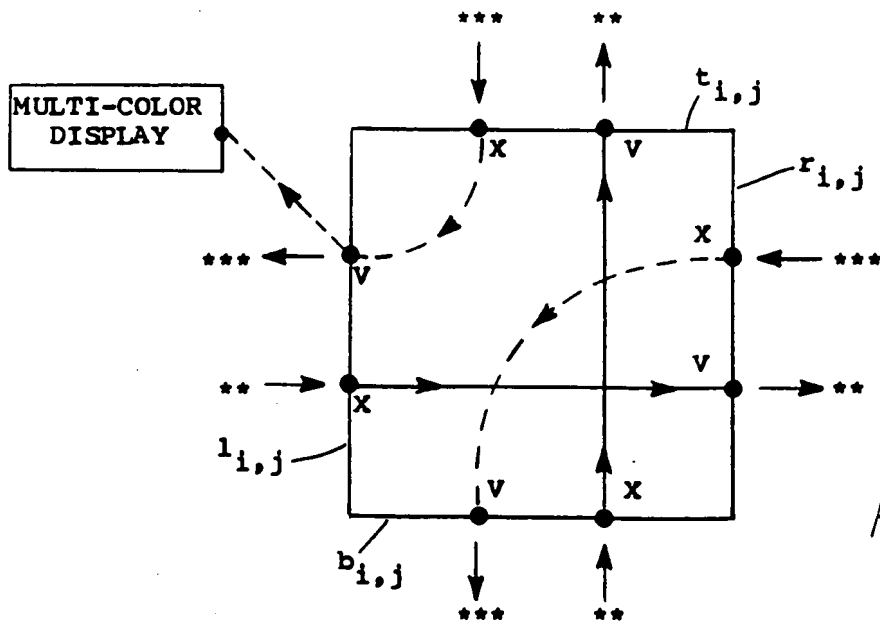 *** **
t i,j
MULTI-COLOR
DISPLAY
X V
r i,j
X
*** V ***
V
** X **
l i,j
V X
b i,j
*** **